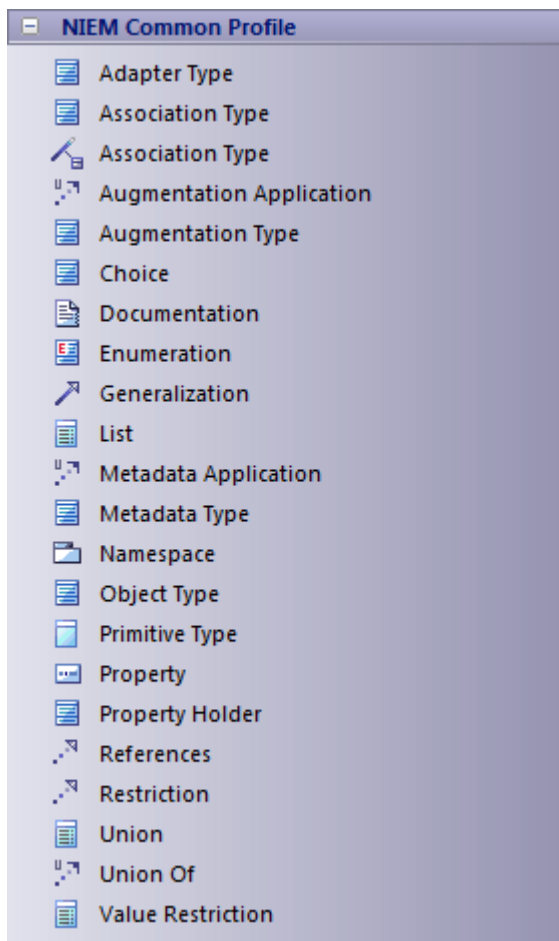 NIEM Common Profile
Adapter Type
Association Type
Association Type
Augmentation Application
Augmentation Type
Choice
Documentation
Enumeration
Generalization
List
Metadata Application
Metadata Type
Namespace
Object Type
Primitive Type
Property
Property Holder
References
Restriction
Union
Union Of
Value Restriction